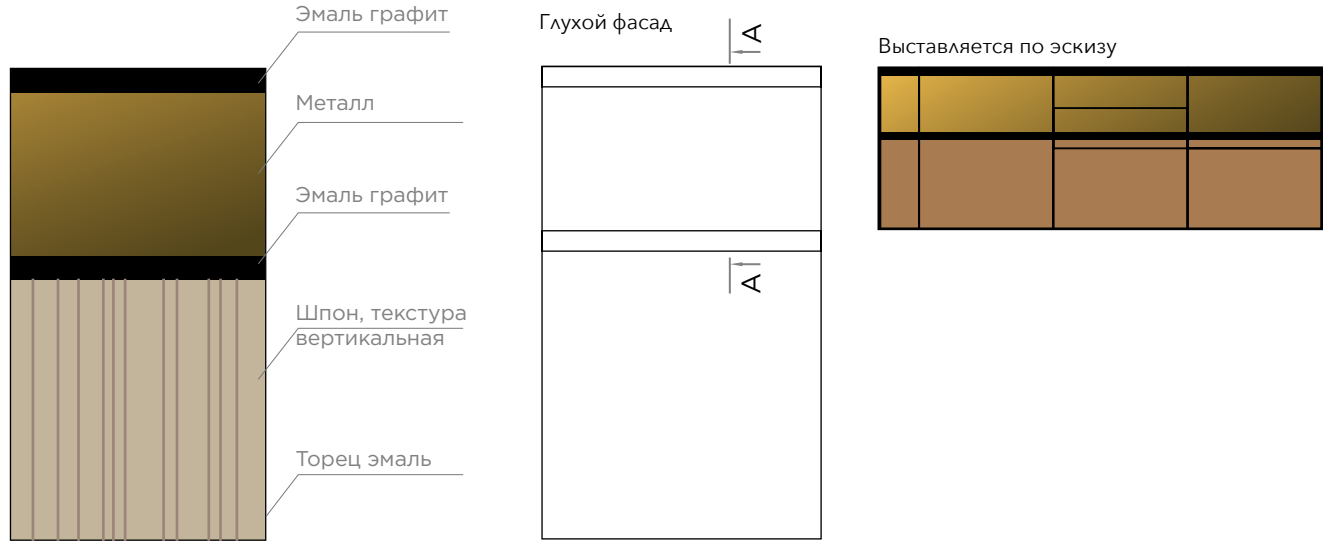 Эмаль графит
Металл
Эмаль графит
Шпон, текстура
вертикальная
Торец эмаль
Глухой фасад
А
А
Выставляется по эскизу